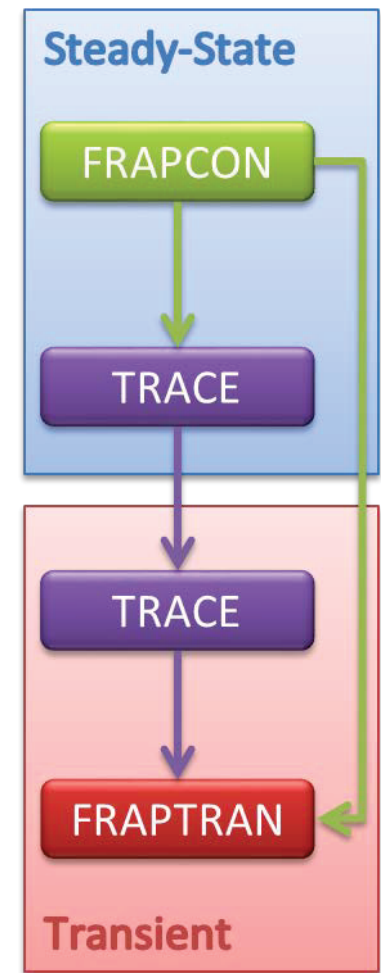 Steady-State
FRAPCON
TRACE
TRACE
FRAPTRAN
Transient